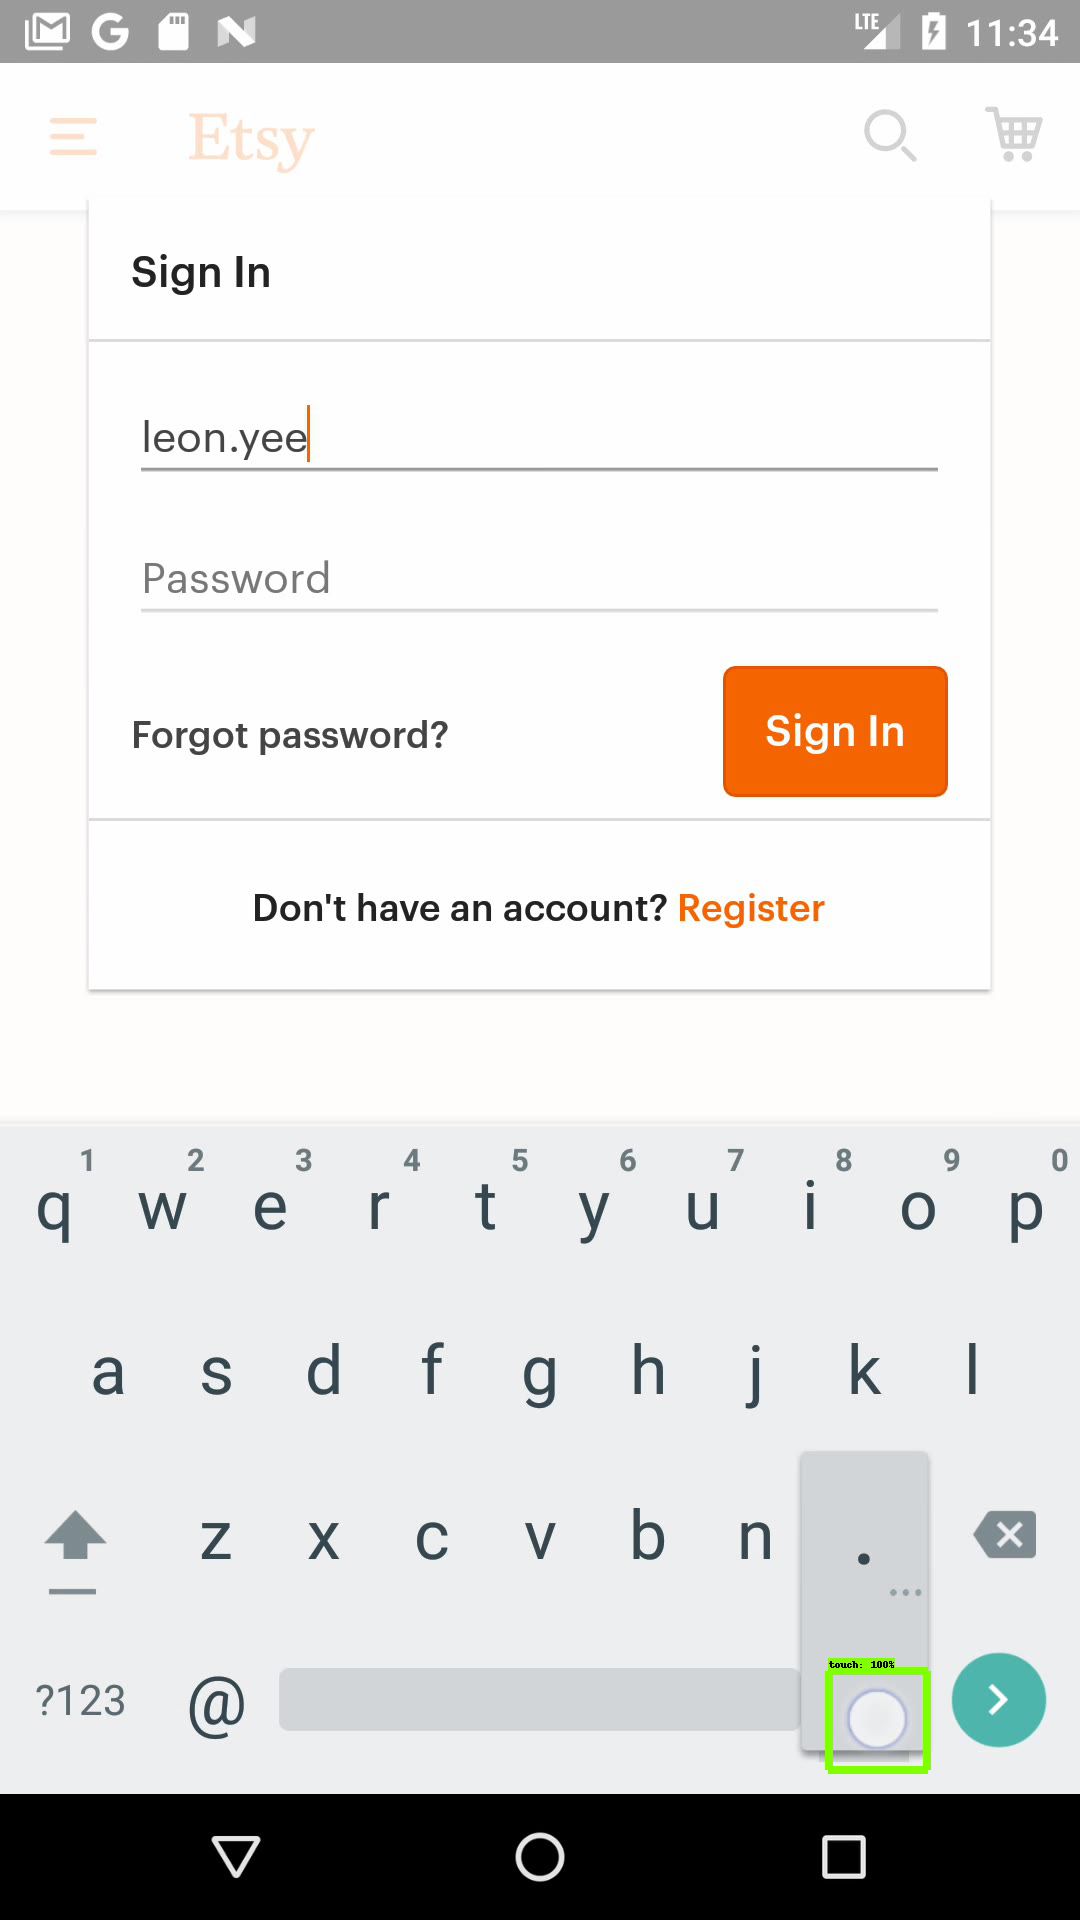 LTE 11:34
Etsy
Sign In
leon.yee
Password
Forgot password? Sign In
Don't have an account? Register
1 2 3 4 5 6 7 8 9 0
q w e r t y u i o p
a s d f g h j k l
z x c v b n .
touch: 100%
?123 @